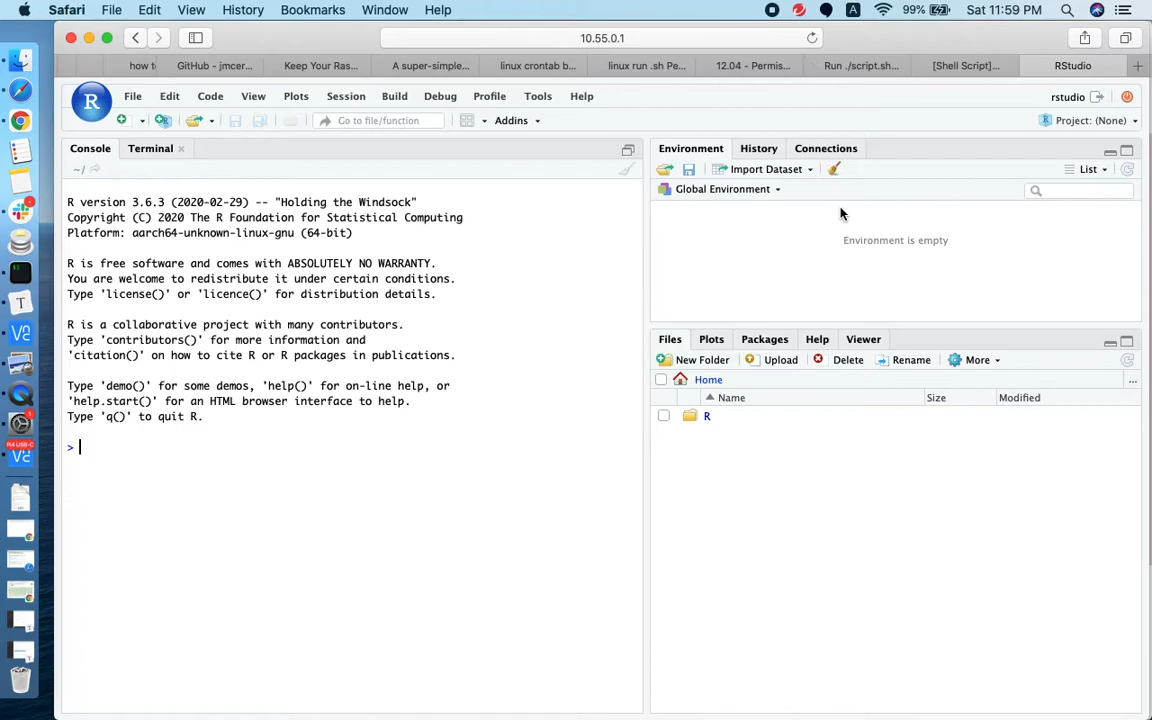 Safari File Edit View History Bookmarks Window Help
A 99% Sat 11:59 PM
10.55.0.1
how t
GitHub - jmcer...
Keep Your Ras...
A super-simple...
linux crontab b...
linux run .sh Pe...
12.04 - Permis...
Run ./script.sh...
[Shell Script]...
RStudio
R
File Edit Code View Plots Session Build Debug Profile Tools Help
rstudio
Go to file/function
Addins
Project: (None)
Console Terminal
~/
R version 3.6.3 (2020-02-29) -- "Holding the Windsock"
Copyright (C) 2020 The R Foundation for Statistical Computing
Platform: aarch64-unknown-linux-gnu (64-bit)
R is free software and comes with ABSOLUTELY NO WARRANTY.
You are welcome to redistribute it under certain conditions.
Type 'license()' or 'licence()' for distribution details.
R is a collaborative project with many contributors.
Type 'contributors()' for more information and
'citation()' on how to cite R or R packages in publications.
Type 'demo()' for some demos, 'help()' for on-line help, or
'help.start()' for an HTML browser interface to help.
Type 'q()' to quit R.
>
Environment History Connections
Import Dataset
List
Global Environment
Environment is empty
Files Plots Packages Help Viewer
New Folder Upload Delete Rename More
Home
...
Name Size Modified
R